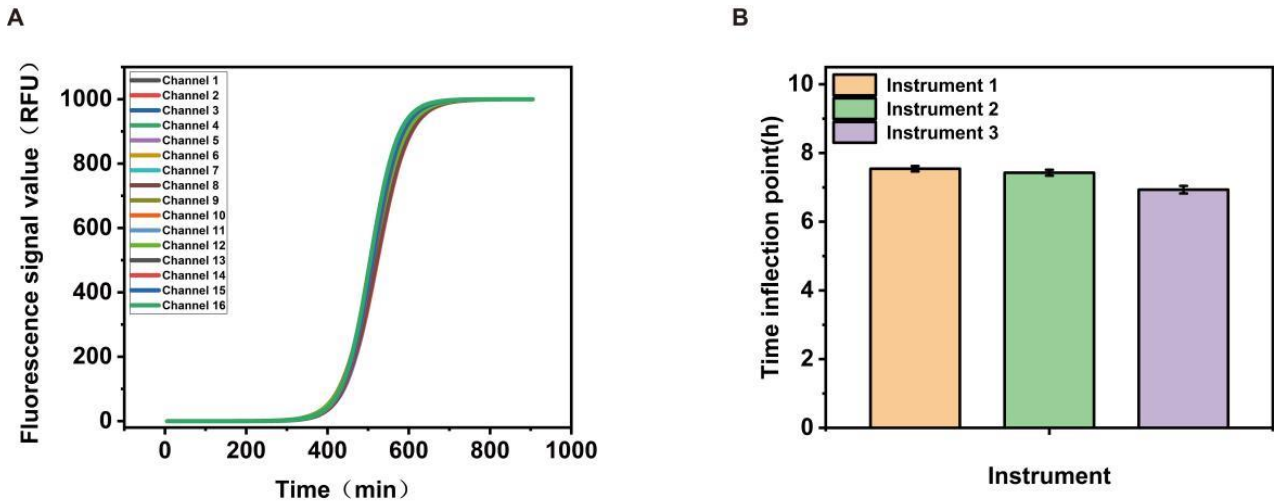 A
Fluorescence signal value（RFU）
1000
800
600
400
200
0
Channel 1
Channel 2
Channel 3
Channel 4
Channel 5
Channel 6
Channel 7
Channel 8
Channel 9
Channel 10
Channel 11
Channel 12
Channel 13
Channel 14
Channel 15
Channel 16
0 200 400 600 800 1000
Time（min）
B
Time inflection point(h)
10
8
6
4
2
0
Instrument 1
Instrument 2
Instrument 3
Instrument